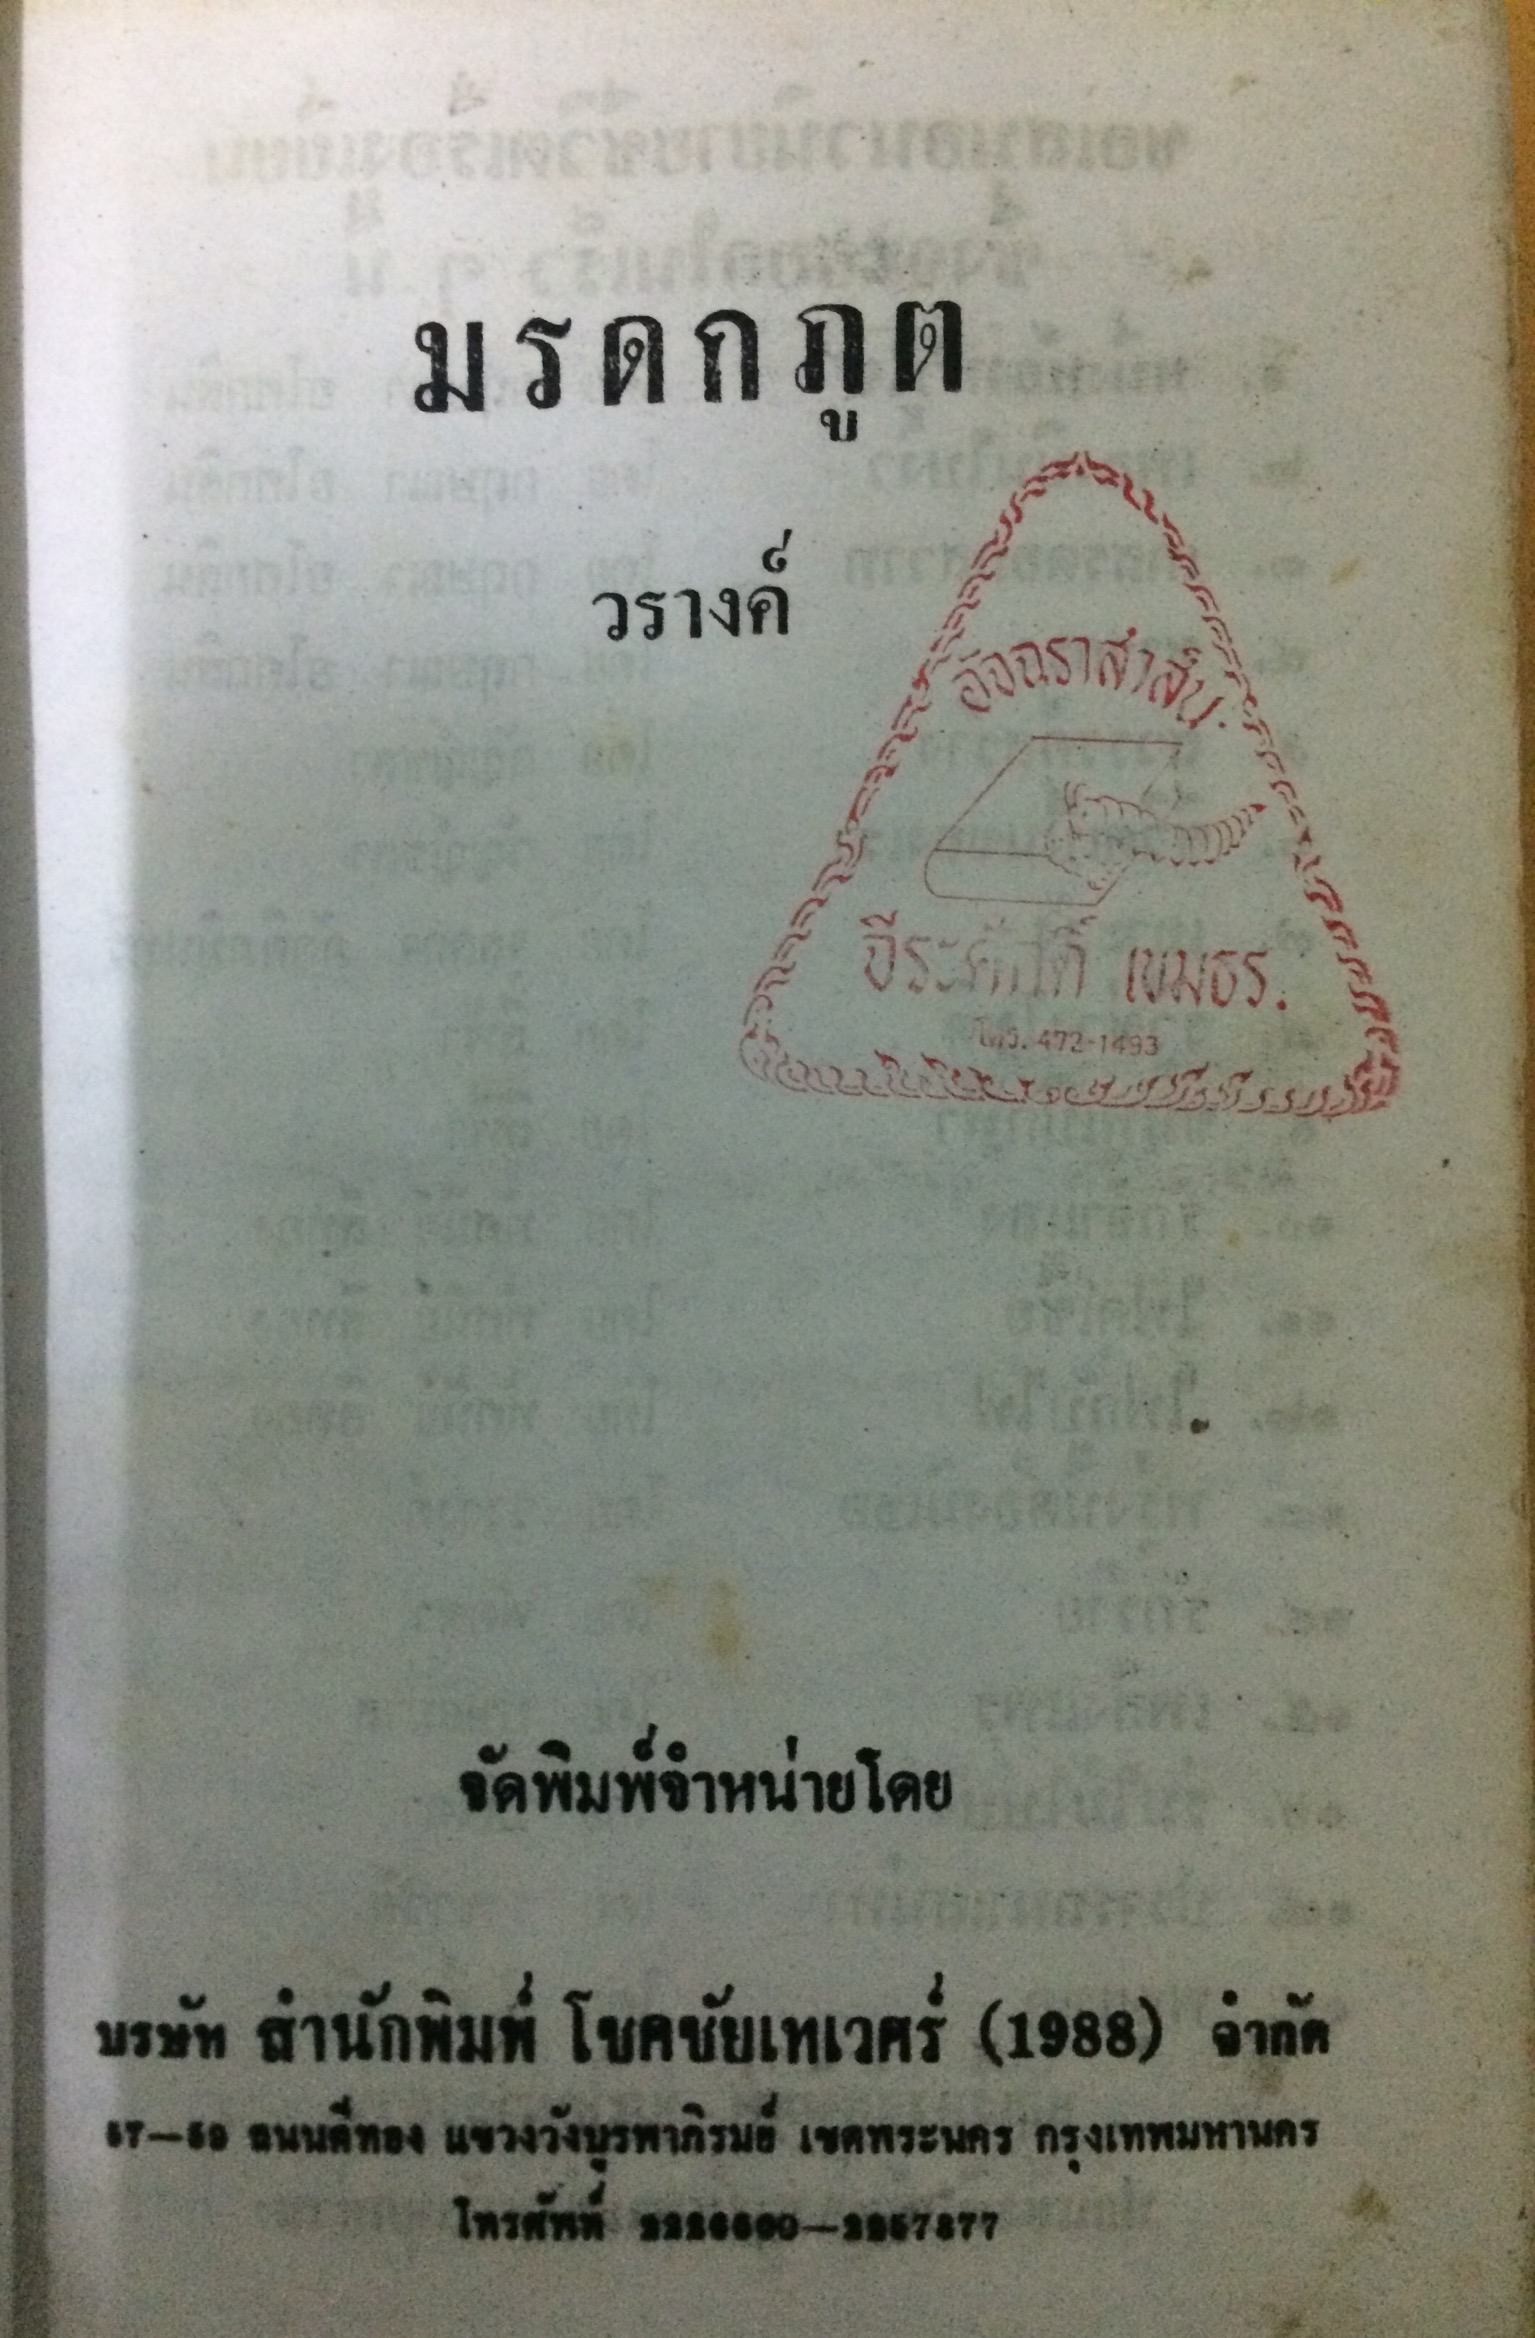 มรดกภูต
วรางค์
อัจฉราสาส์น.
ธีระศักดิ์ เขมธร.
โทร. 472-1493
จัดพิมพ์จำหน่ายโดย
บริษัท สำนักพิมพ์ โชคชัยเทเวศร์ (1988) จำกัด
57-59 ถนนตีทอง แขวงวังบูรพาภิรมย์ เขตพระนคร กรุงเทพมหานคร
โทรศัพท์